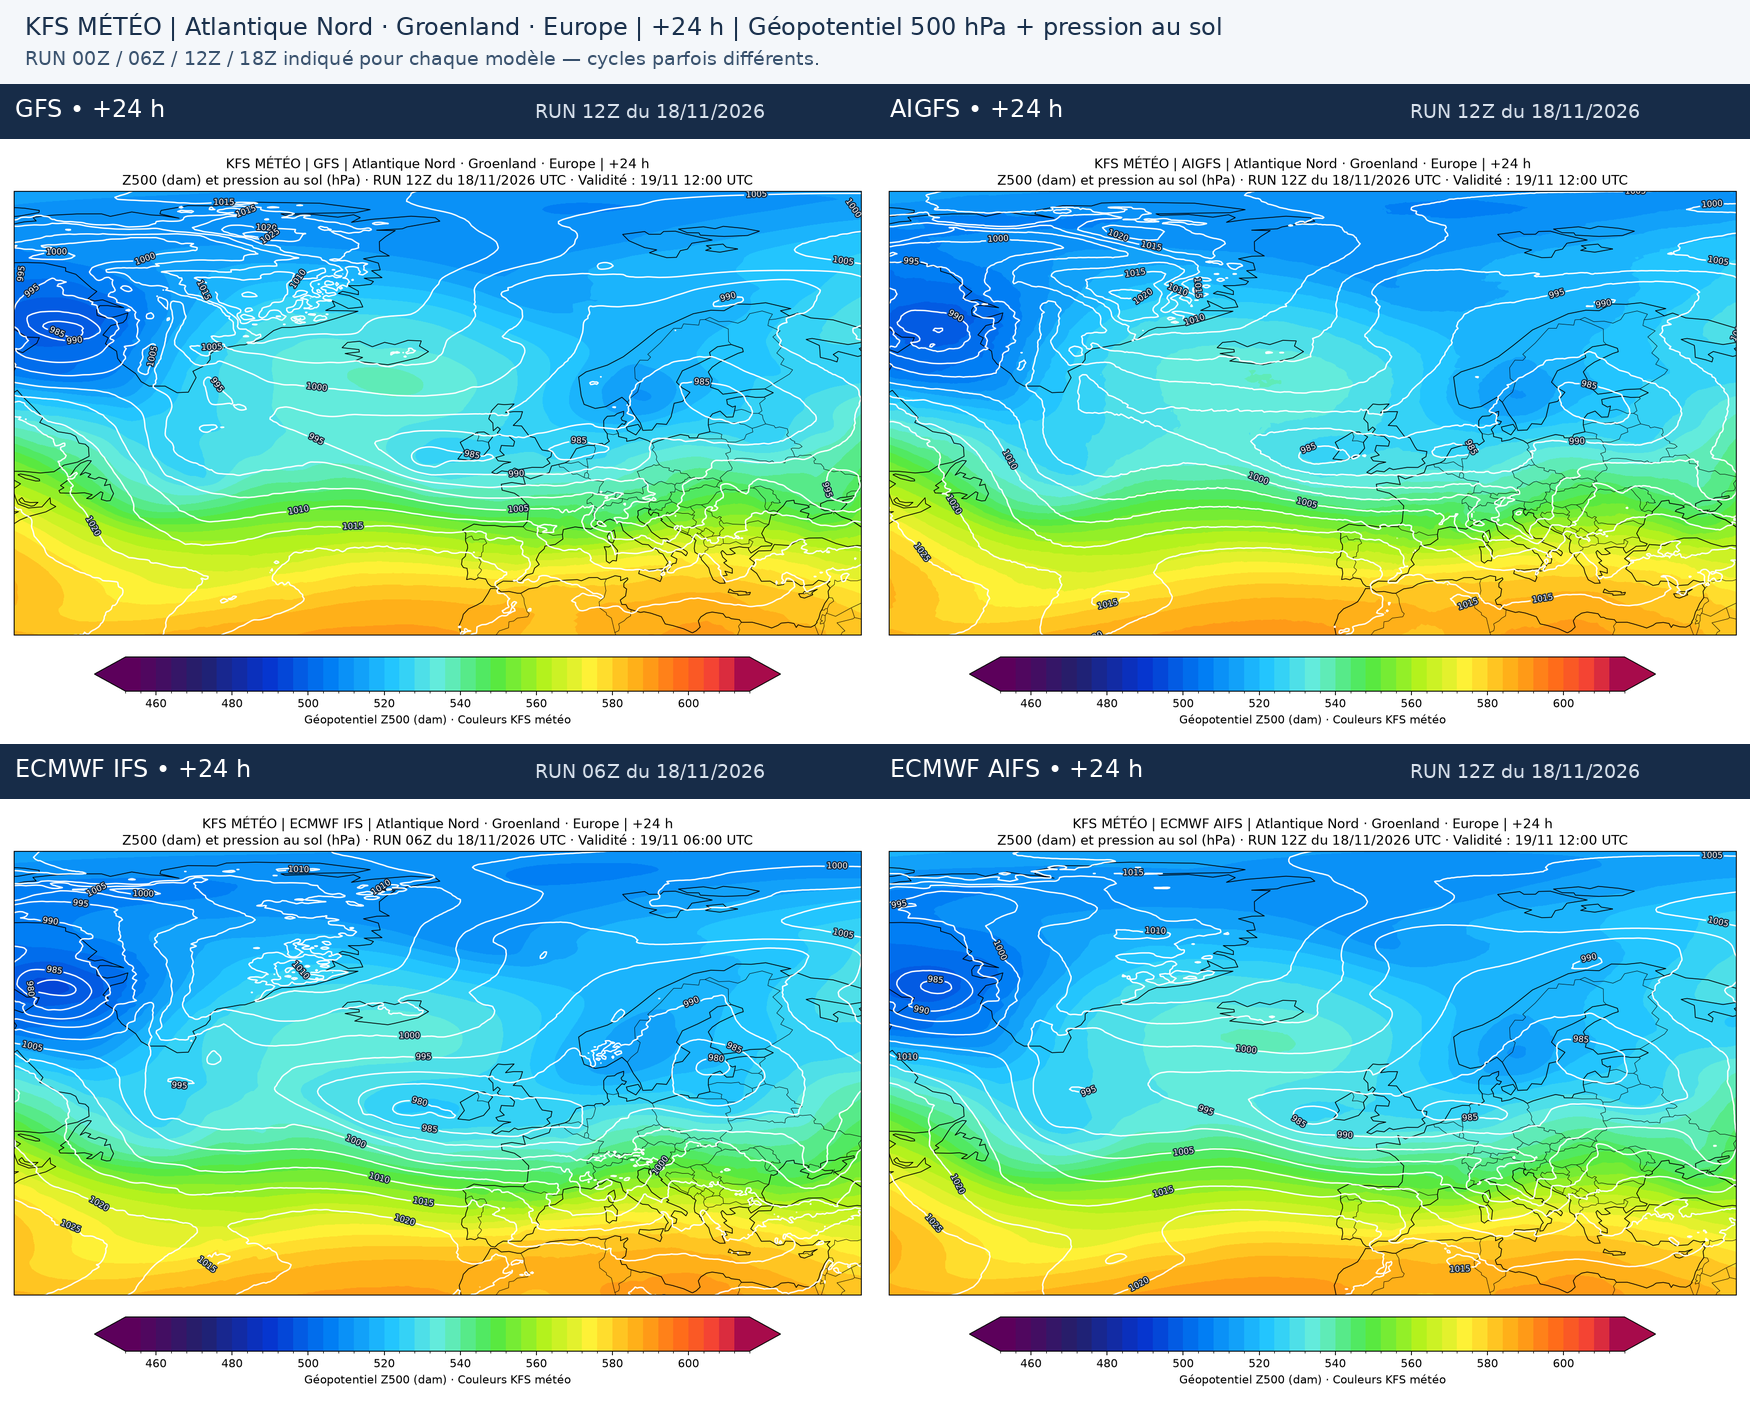 KFS MÉTÉO | Atlantique Nord · Groenland · Europe | +24 h | Géopotentiel 500 hPa + pression au sol
RUN 00Z / 06Z / 12Z / 18Z indiqué pour chaque modèle — cycles parfois différents.
GFS • +24 h
RUN 12Z du 18/11/2026
AIGFS • +24 h
RUN 12Z du 18/11/2026
KFS MÉTÉO | GFS | Atlantique Nord · Groenland · Europe | +24 h
Z500 (dam) et pression au sol (hPa) · RUN 12Z du 18/11/2026 UTC · Validité : 19/11 12:00 UTC
KFS MÉTÉO | AIGFS | Atlantique Nord · Groenland · Europe | +24 h
Z500 (dam) et pression au sol (hPa) · RUN 12Z du 18/11/2026 UTC · Validité : 19/11 12:00 UTC
460 480 500 520 540 560 580 600
Géopotentiel Z500 (dam) · Couleurs KFS météo
460 480 500 520 540 560 580 600
Géopotentiel Z500 (dam) · Couleurs KFS météo
ECMWF IFS • +24 h
RUN 06Z du 18/11/2026
ECMWF AIFS • +24 h
RUN 12Z du 18/11/2026
KFS MÉTÉO | ECMWF IFS | Atlantique Nord · Groenland · Europe | +24 h
Z500 (dam) et pression au sol (hPa) · RUN 06Z du 18/11/2026 UTC · Validité : 19/11 06:00 UTC
KFS MÉTÉO | ECMWF AIFS | Atlantique Nord · Groenland · Europe | +24 h
Z500 (dam) et pression au sol (hPa) · RUN 12Z du 18/11/2026 UTC · Validité : 19/11 12:00 UTC
460 480 500 520 540 560 580 600
Géopotentiel Z500 (dam) · Couleurs KFS météo
460 480 500 520 540 560 580 600
Géopotentiel Z500 (dam) · Couleurs KFS météo